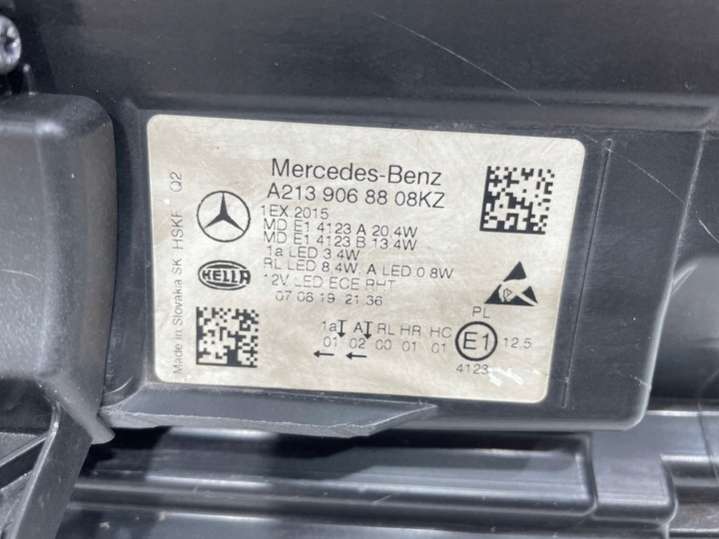 Mercedes-Benz
A213 906 88 08KZ
1EX 2015
MD E1 4123 A 20.4W
MD E1 4123 B 13.4W
1a LED 3.4W
RL LED 8.4W, A LED 0.8W
12V LED ECE RHT
07 08 19 21:36
HELLA
Made in Slovakia SK HSKF Q2
PL
1a A RL HR HC
01 02 00 01 01
E1 12.5
4123